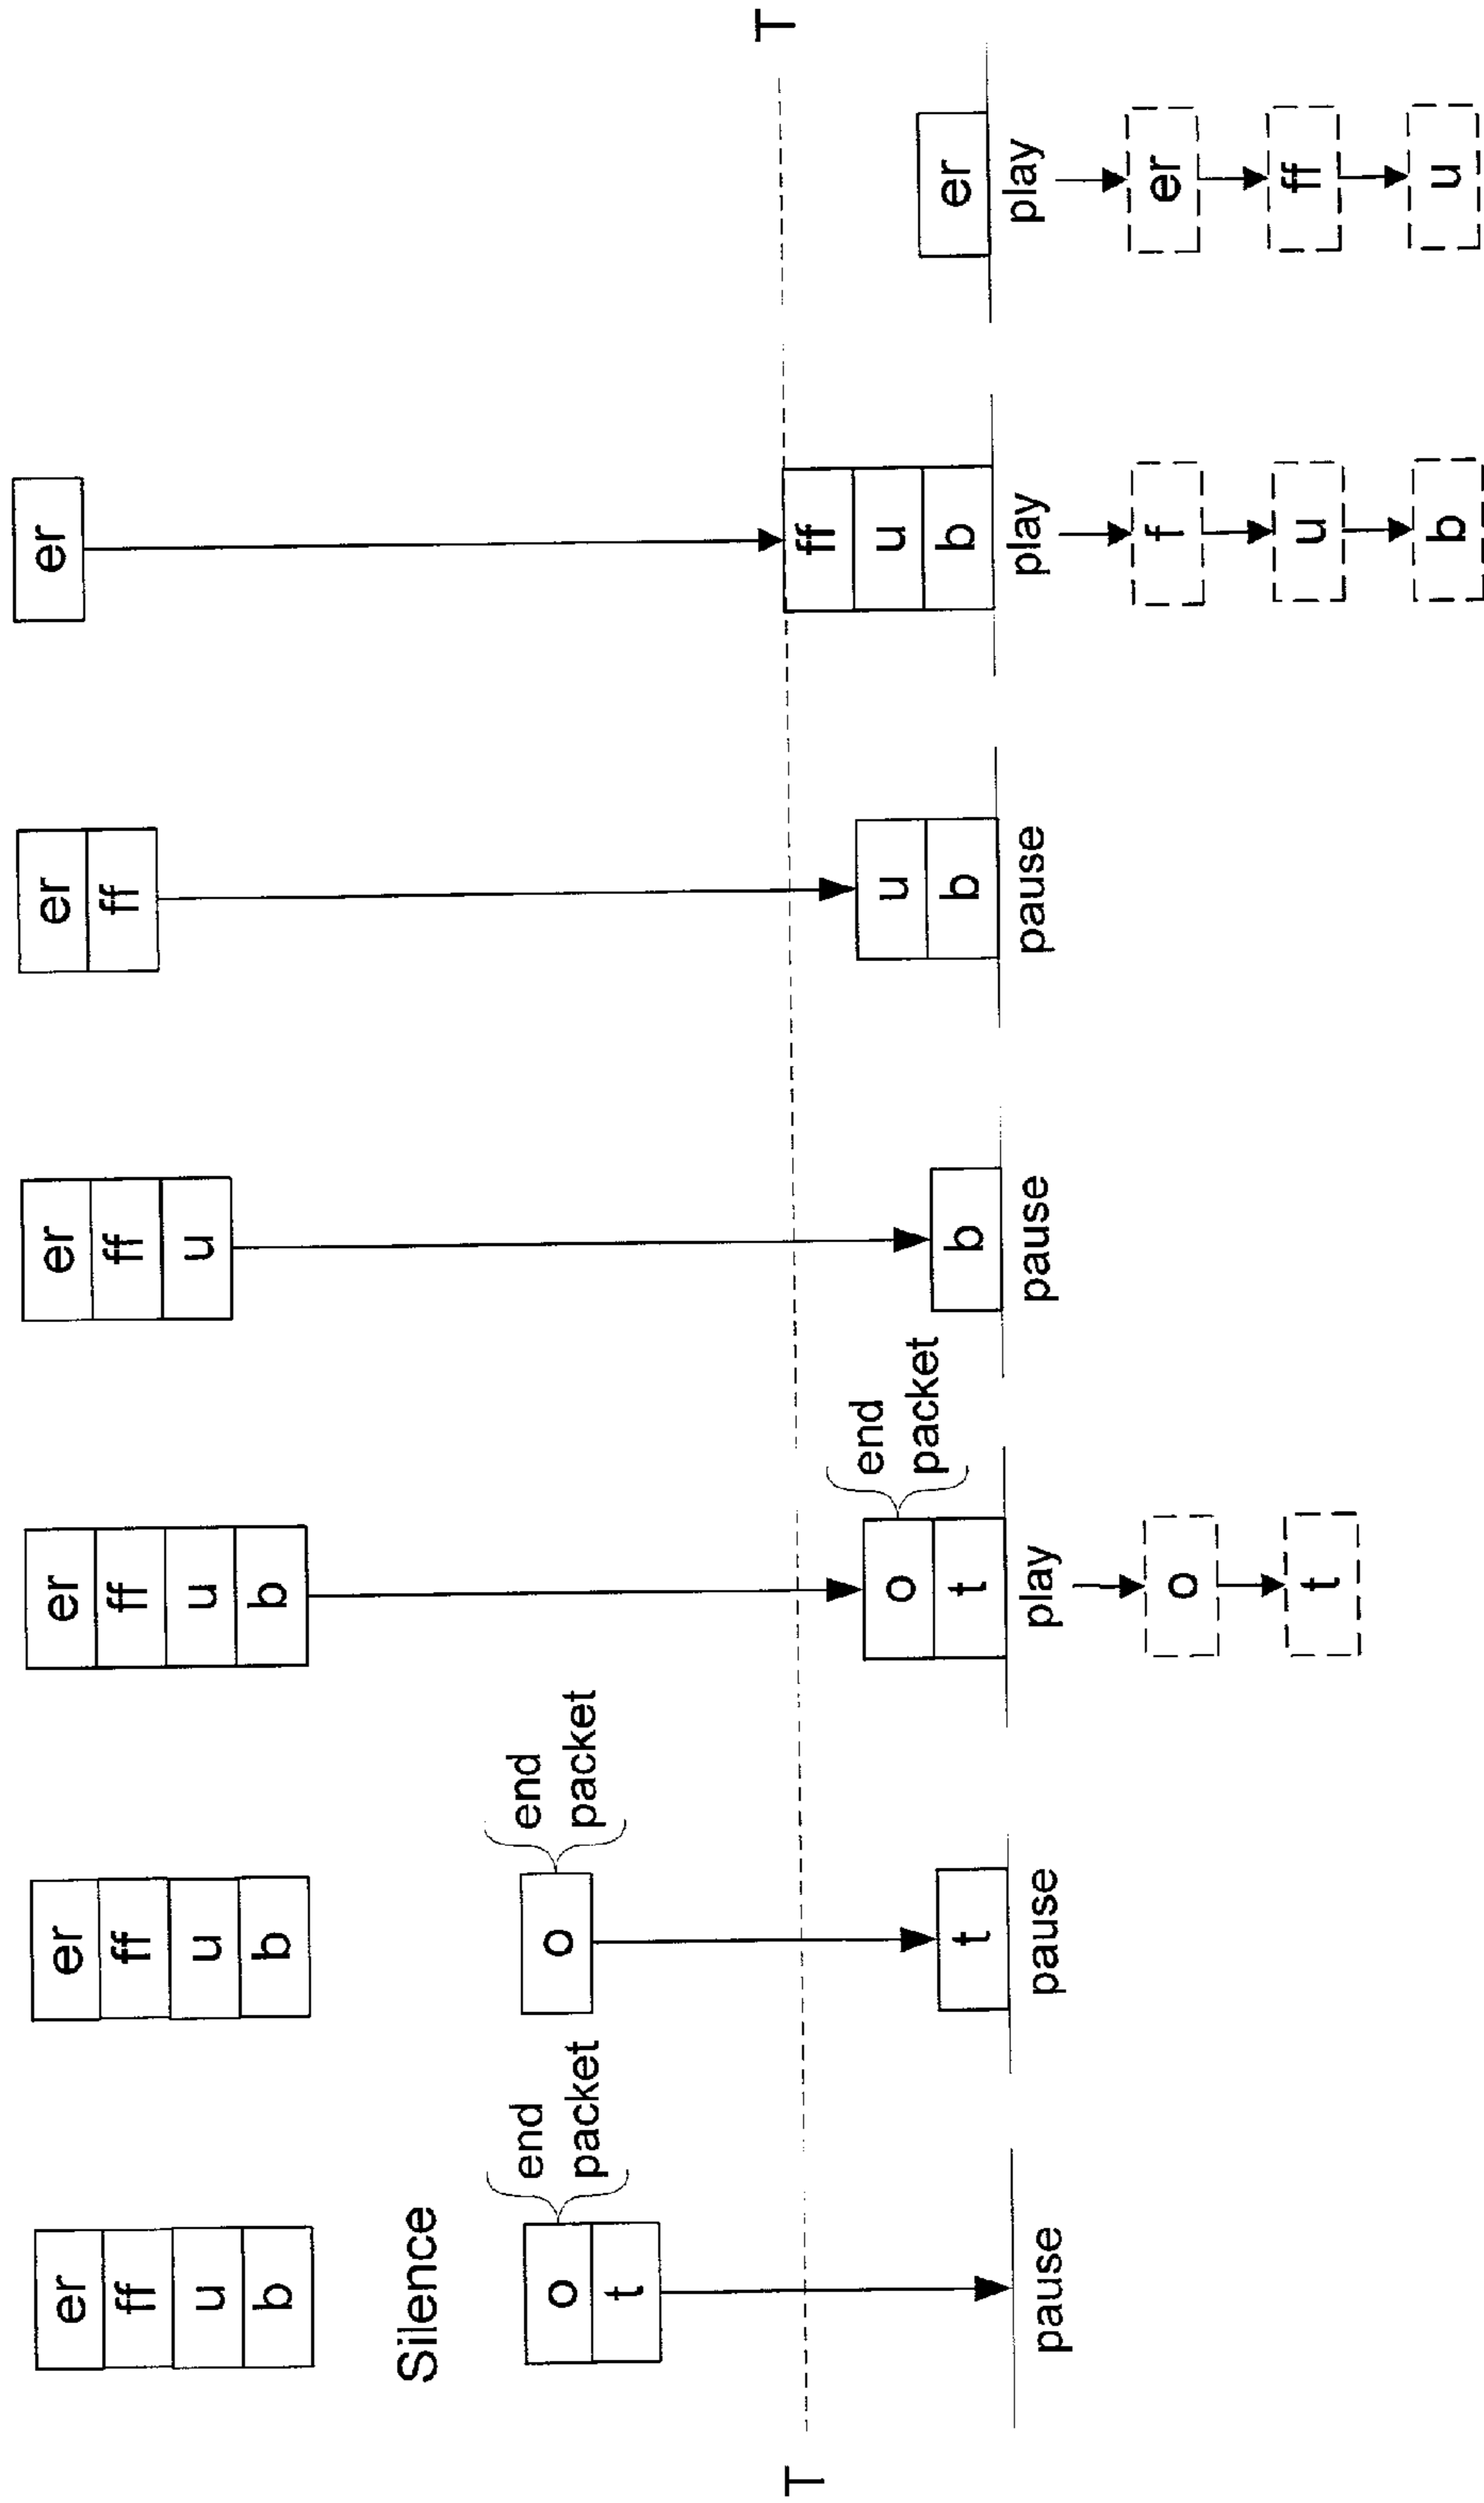 er
ff
u
b
Silence
o
t
end
packet
T
pause
er
ff
u
b
o
end
packet
t
pause
er
ff
u
b
o
t
end
packet
play
o
t
er
ff
u
b
pause
er
ff
u
b
pause
er
ff
u
b
play
f
u
b
T
er
play
er
ff
u